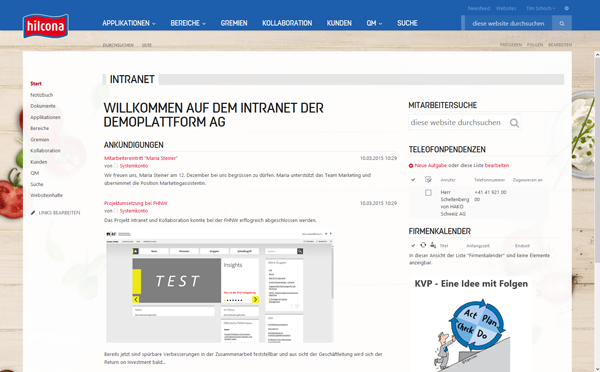 Newsfeed Websites Tim Schoch
hilcona
APPLIKATIONEN BEREICHE GREMIEN KOLLABORATION KUNDEN QM SUCHE
diese website durchsuchen
DURCHSUCHEN SEITE
FREIGEBEN FOLGEN BEARBEITEN
Start
Notizbuch
Dokumente
Applikationen
Bereiche
Gremien
Kollaboration
Kunden
QM
Suche
Websiteinhalte
LINKS BEARBEITEN
INTRANET
WILLKOMMEN AUF DEM INTRANET DER
DEMOPLATTFORM AG
ANKÜNDIGUNGEN
Mitarbeitereintritt "Maria Steiner" 10.03.2015 10:29
von Systemkonto
Wir freuen uns, Maria Steiner am 12. Dezember bei uns begrüssen zu dürfen. Maria unterstützt das Team Marketing und
übernimmt die Position Marketingassistentin.
Projektumsetzung bei FHNW 10.03.2015 10:29
von Systemkonto
Das Projekt Intranet und Kollaboration konnte bei der FHNW erfolgreich abgeschlossen werden.
TEST
Insights
Bereits jetzt sind spürbare Verbesserungen in der Zusammenarbeit feststellbar und aus sicht der Geschäftleitung wird sich der
Return on Investment bald...
MITARBEITERSUCHE
diese website durchsuchen
TELEOFONPENDENZEN
Neue Aufgabe oder diese Liste bearbeiten
Anrufer Telefonnummer Zugewiesen an
Herr
Schellenberg
von HAKO
Schweiz AG
+41 41 921 00
00
FIRMENKALENDER
Titel Anfangszeit Endzeit
In dieser Ansicht der Liste "Firmenkalender" sind keine Elemente
anzeigbar.
KVP - Eine Idee mit Folgen
Act Plan
Check Do